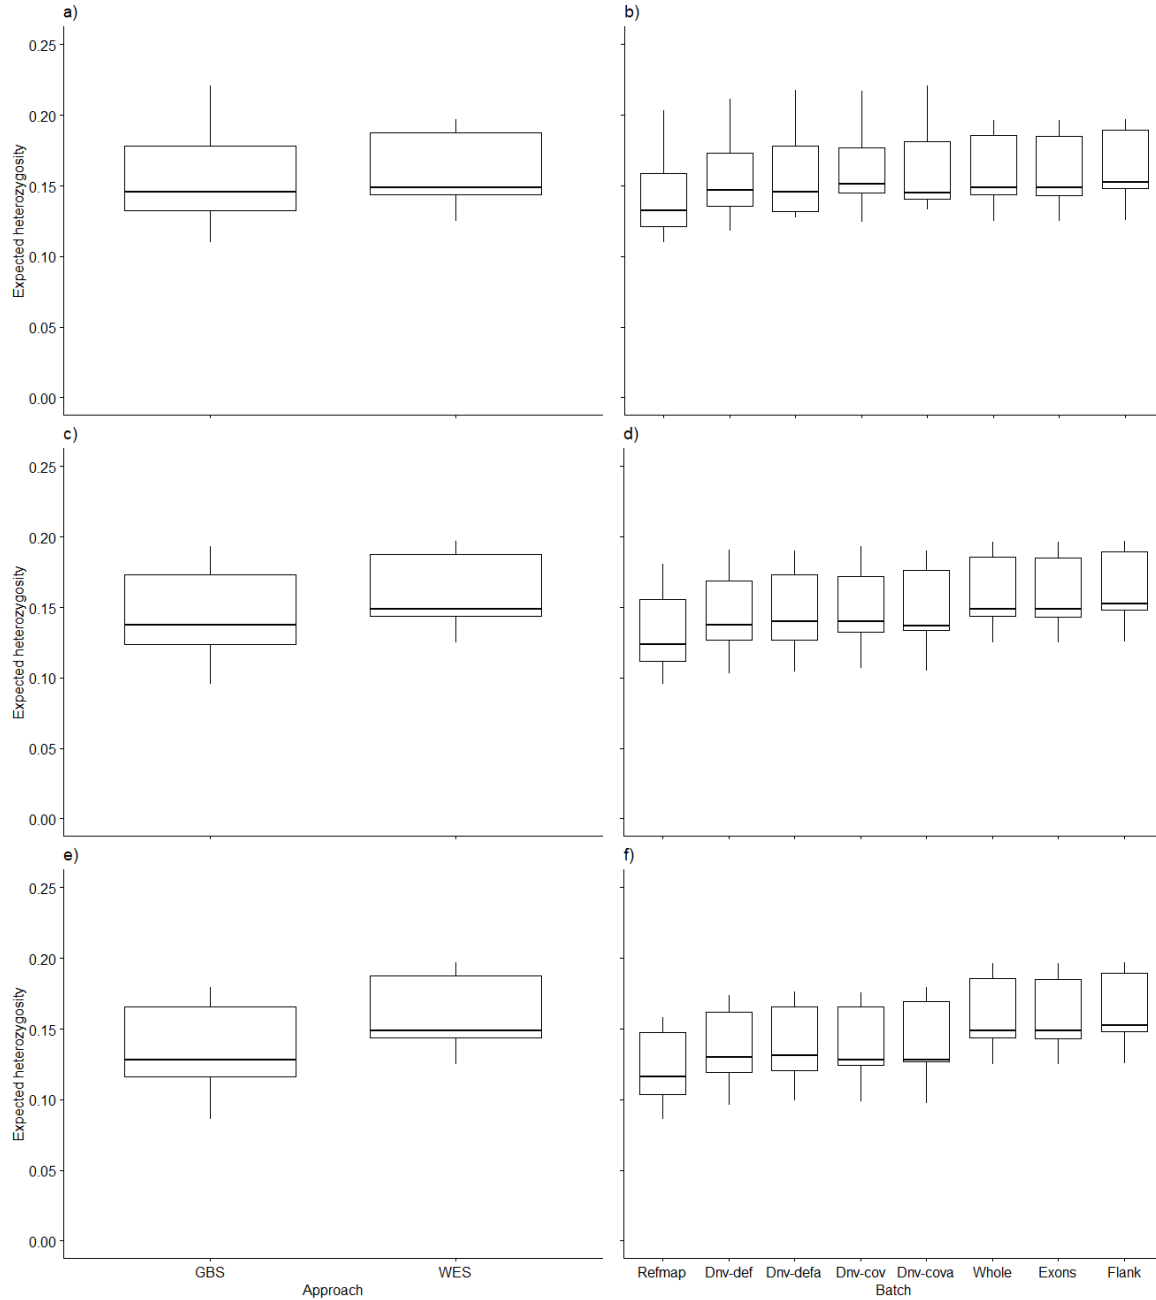 a)
b)
0.25
0.20
0.15
0.10
0.05
0.00
Expected heterozygosity
c)
d)
0.25
0.20
0.15
0.10
0.05
0.00
Expected heterozygosity
e)
f)
0.25
0.20
0.15
0.10
0.05
0.00
Expected heterozygosity
GBS WES
Approach
Refmap Dnv-def Dnv-defa Dnv-cov Dnv-cova Whole Exons Flank
Batch